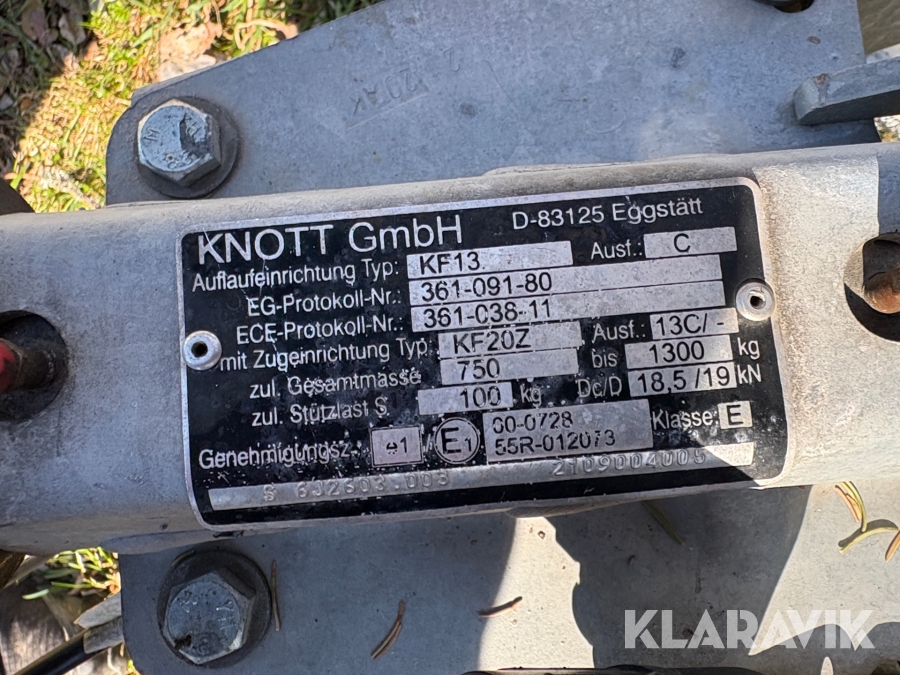 KNOTT GmbH D-83125 Eggstätt
Auflaufeinrichtung Typ: KF13 Ausf.: C
EG-Protokoll-Nr.: 361-091-80
ECE-Protokoll-Nr.: 361-038-11
mit Zugeinrichtung Typ: KF20Z Ausf.: 13C/-
zul. Gesamtmasse 750 bis 1300 kg
zul. Stützlast S 100 kg Dc/D 18,5/19 kN
Genehmigungsz.: e1 / E1 00-0728 Klasse: E
55R-012073
KLARAVIK